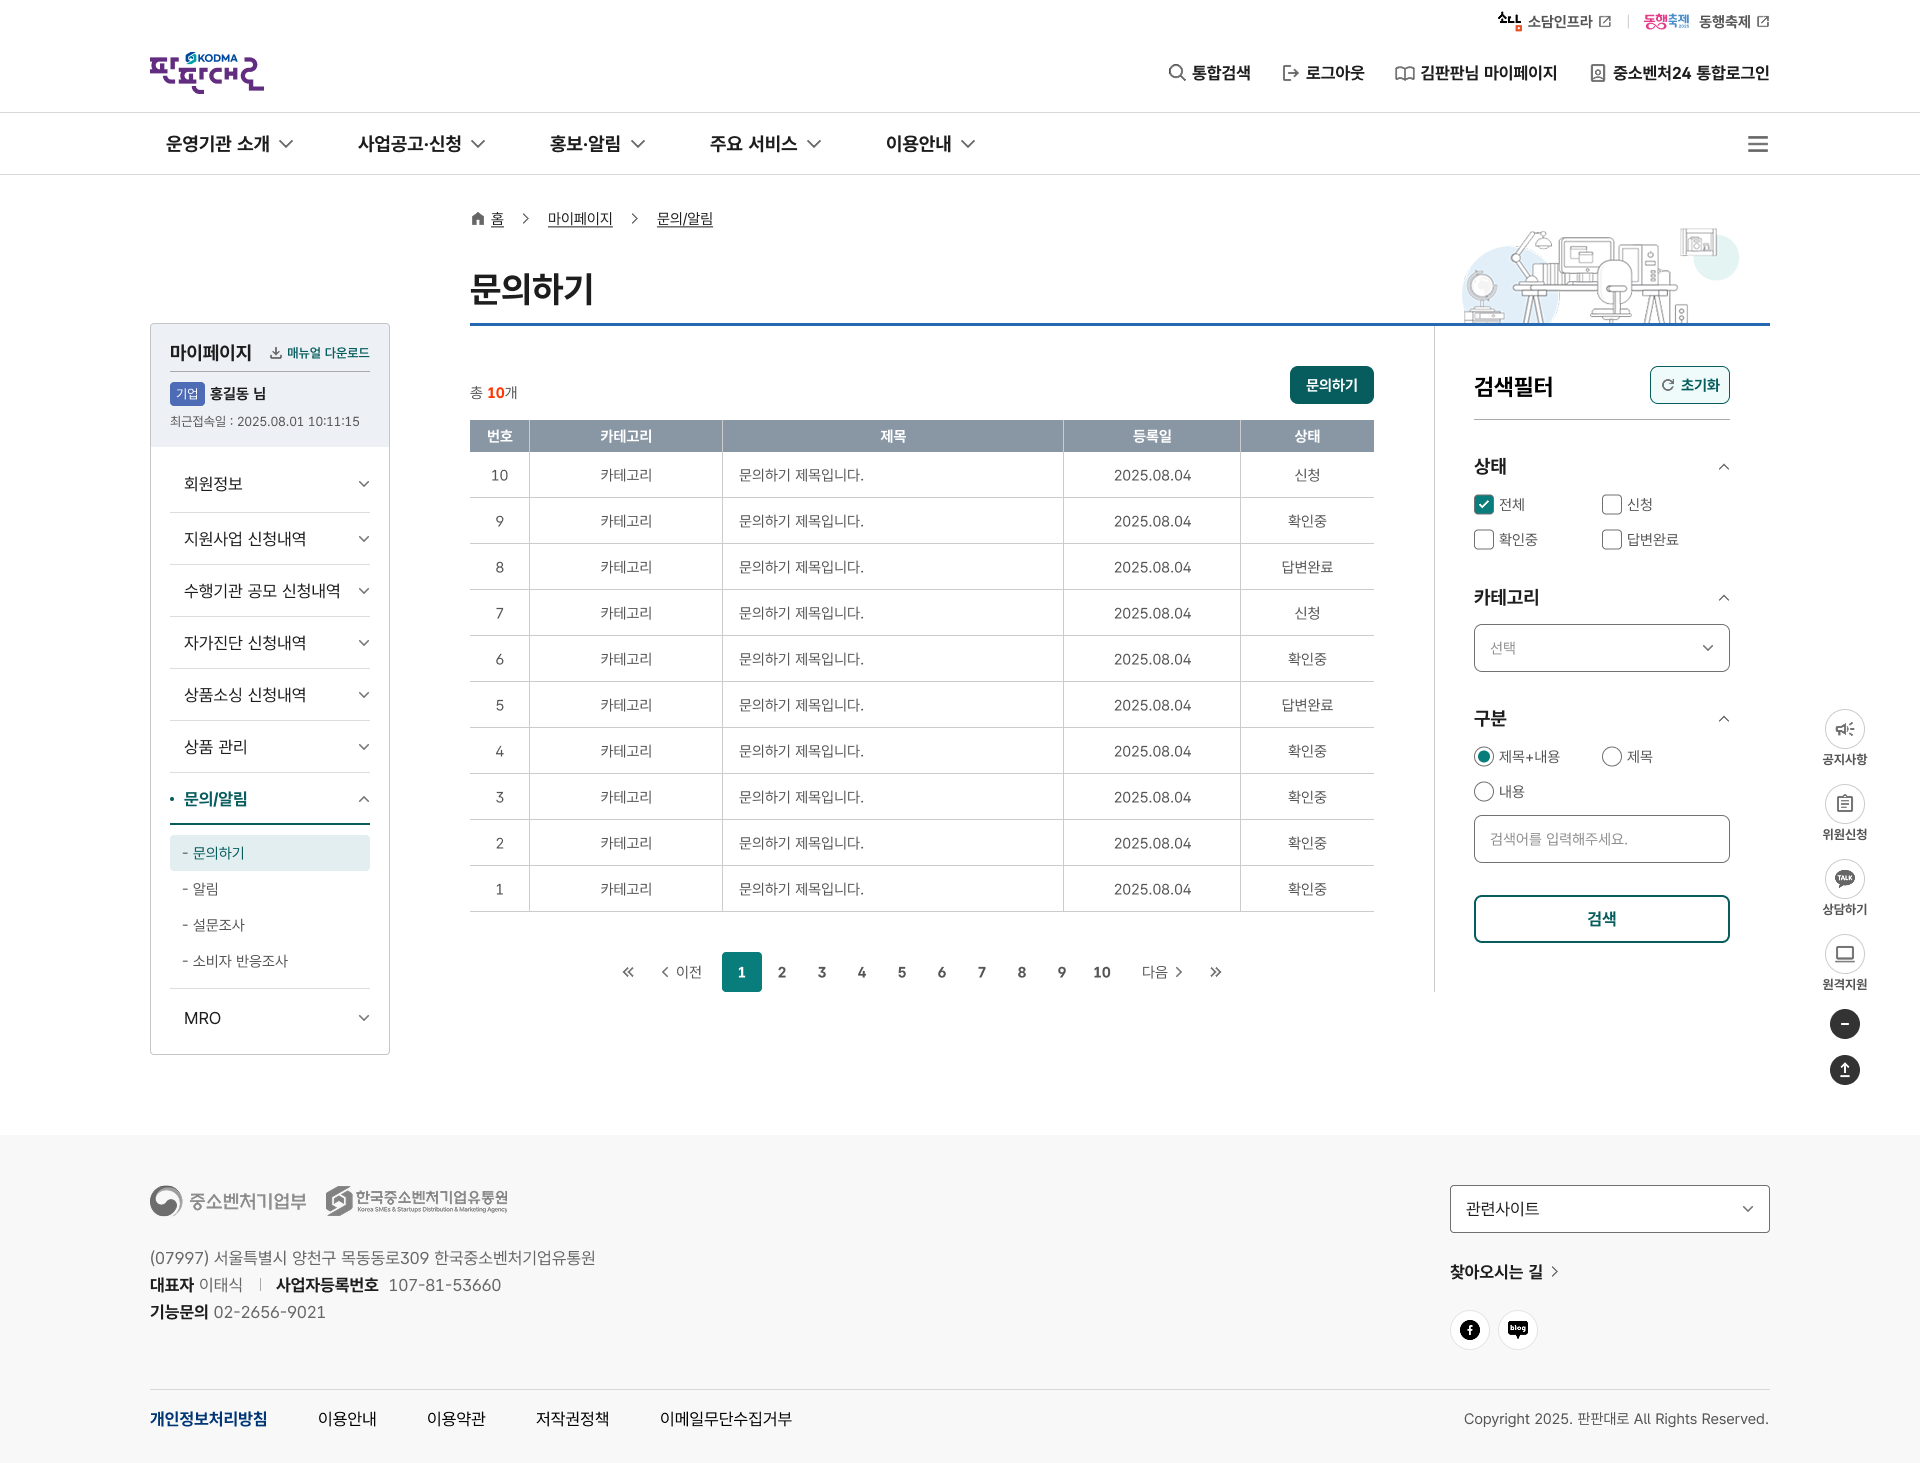 소담인프라
동행축제 2025 동행축제
KODMA
판판대로
통합검색 로그아웃 김판판님 마이페이지 중소벤처24 통합로그인
운영기관 소개 사업공고·신청 홍보·알림 주요 서비스 이용안내
홈 마이페이지 문의/알림
문의하기
마이페이지 매뉴얼 다운로드
기업 홍길동 님
최근접속일 : 2025.08.01 10:11:15
회원정보
지원사업 신청내역
수행기관 공모 신청내역
자가진단 신청내역
상품소싱 신청내역
상품 관리
문의/알림
- 문의하기
- 알림
- 설문조사
- 소비자 반응조사
MRO
총 10개 문의하기
번호 카테고리 제목 등록일 상태
10 카테고리 문의하기 제목입니다. 2025.08.04 신청
9 카테고리 문의하기 제목입니다. 2025.08.04 확인중
8 카테고리 문의하기 제목입니다. 2025.08.04 답변완료
7 카테고리 문의하기 제목입니다. 2025.08.04 신청
6 카테고리 문의하기 제목입니다. 2025.08.04 확인중
5 카테고리 문의하기 제목입니다. 2025.08.04 답변완료
4 카테고리 문의하기 제목입니다. 2025.08.04 확인중
3 카테고리 문의하기 제목입니다. 2025.08.04 확인중
2 카테고리 문의하기 제목입니다. 2025.08.04 확인중
1 카테고리 문의하기 제목입니다. 2025.08.04 확인중
이전 1 2 3 4 5 6 7 8 9 10 다음
검색필터 초기화
상태
전체 신청
확인중 답변완료
카테고리
선택
구분
제목+내용 제목
내용
검색어를 입력해주세요.
검색
공지사항
위원신청
TALK
상담하기
원격지원
중소벤처기업부 한국중소벤처기업유통원
Korea SMEs & Startups Distribution & Marketing Agency
(07997) 서울특별시 양천구 목동동로309 한국중소벤처기업유통원
대표자 이태식 사업자등록번호 107-81-53660
기능문의 02-2656-9021
관련사이트
찾아오시는 길
blog
개인정보처리방침 이용안내 이용약관 저작권정책 이메일무단수집거부
Copyright 2025. 판판대로 All Rights Reserved.